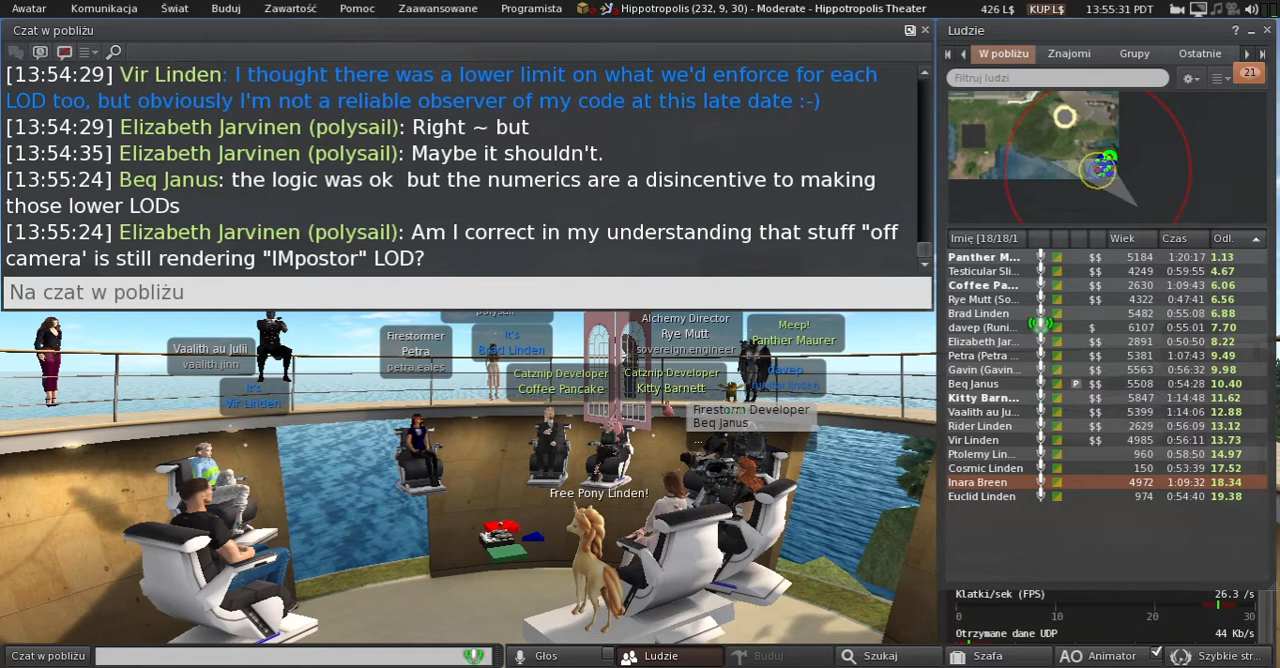 Awatar Komunikacja Świat Buduj Zawartość Pomoc Zaawansowane Programista Hippotropolis (232, 9, 30) - Moderate - Hippotropolis Theater 426 L$ KUP L$ 13:55:31 PDT
Czat w pobliżu
[13:54:29] Vir Linden: I thought there was a lower limit on what we'd enforce for each
LOD too, but obviously I'm not a reliable observer of my code at this late date :-)
[13:54:29] Elizabeth Jarvinen (polysail): Right ~ but
[13:54:35] Elizabeth Jarvinen (polysail): Maybe it shouldn't.
[13:55:24] Beq Janus: the logic was ok but the numerics are a disincentive to making
those lower LODs
[13:55:24] Elizabeth Jarvinen (polysail): Am I correct in my understanding that stuff "off
camera' is still rendering "IMpostor" LOD?
Na czat w pobliżu
polysail
Vaalith au Julii
vaalith.jinn
It's
Vir Linden
Firestormer
Petra
petra.eales
It's
Brad Linden
Catznip Developer
Coffee Pancake
Alchemy Director
Rye Mutt
sovereign.engineer
Catznip Developer
Kitty Barnett
Meep!
Panther Maurer
davep
Firestorm Developer
Beq Janus
...
Free Pony Linden!
Ludzie
W pobliżu Znajomi Grupy Ostatnie
Filtruj ludzi
21
Imię [18/18/1 Wiek Czas Odl.
Panther M... $$ 5184 1:20:17 1.13
Testicular Sli... $$ 4249 0:59:55 4.67
Coffee Pa... $$ 2630 1:09:43 6.06
Rye Mutt (So... $$ 4322 0:47:41 6.56
Brad Linden 5482 0:55:08 6.88
davep (Runi... $ 6107 0:55:01 7.70
Elizabeth Jar... $ 2891 0:50:50 8.22
Petra (Petra ... $$ 5381 1:07:43 9.49
Gavin (Gavin... $$ 5563 0:56:32 9.98
Beq Janus P $$ 5508 0:54:28 10.40
Kitty Barn... $$ 5847 1:14:48 11.62
Vaalith au Ju... $$ 5399 1:14:06 12.88
Rider Linden $$ 2629 0:56:09 13.12
Vir Linden $$ 4985 0:56:11 13.73
Ptolemy Lin... 960 0:58:50 14.97
Cosmic Linden 150 0:53:39 17.52
Inara Breen 4972 1:09:32 18.34
Euclid Linden 974 0:54:40 19.38
Klatki/sek (FPS) 26.3 /s
0 10 20 30
Otrzymane dane UDP 44 Kb/s
Czat w pobliżu Głos Ludzie Buduj Szukaj Szafa AO Animator Szybkie str...